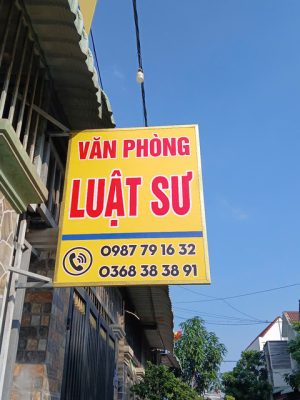 VĂN PHÒNG
LUẬT SƯ
0987 79 16 32
0368 38 38 91